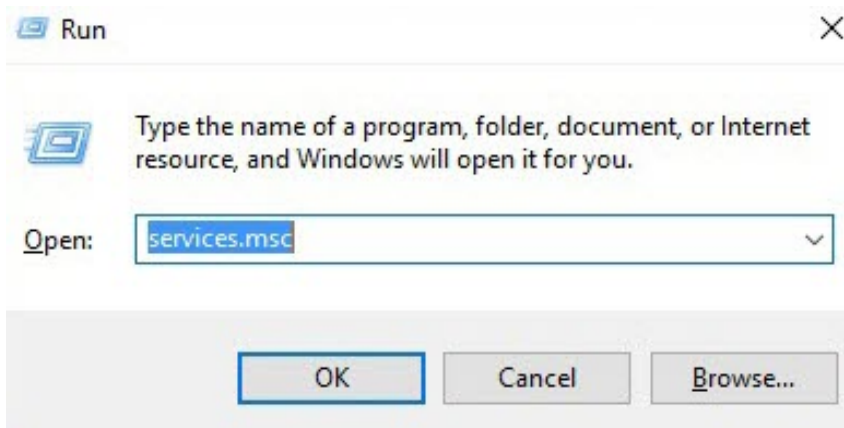 Run
Type the name of a program, folder, document, or Internet
resource, and Windows will open it for you.
Open: services.msc
OK Cancel Browse...